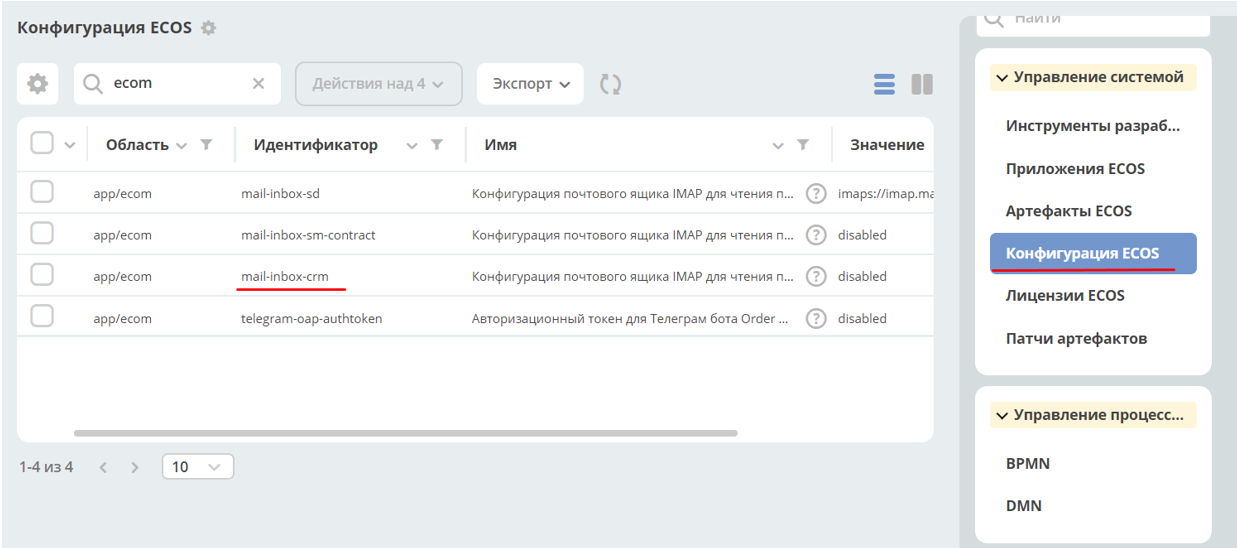 Конфигурация ECOS
ecom
Действия над 4
Экспорт
Область Идентификатор Имя Значение
app/ecom mail-inbox-sd Конфигурация почтового ящика IMAP для чтения п... ? imaps://imap.ma
app/ecom mail-inbox-sm-contract Конфигурация почтового ящика IMAP для чтения п... ? disabled
app/ecom mail-inbox-crm Конфигурация почтового ящика IMAP для чтения п... ? disabled
app/ecom telegram-oap-authtoken Авторизационный токен для Телеграм бота Order ... ? disabled
1-4 из 4
10
Найти
Управление системой
Инструменты разраб...
Приложения ECOS
Артефакты ECOS
Конфигурация ECOS
Лицензии ECOS
Патчи артефактов
Управление процесс...
BPMN
DMN